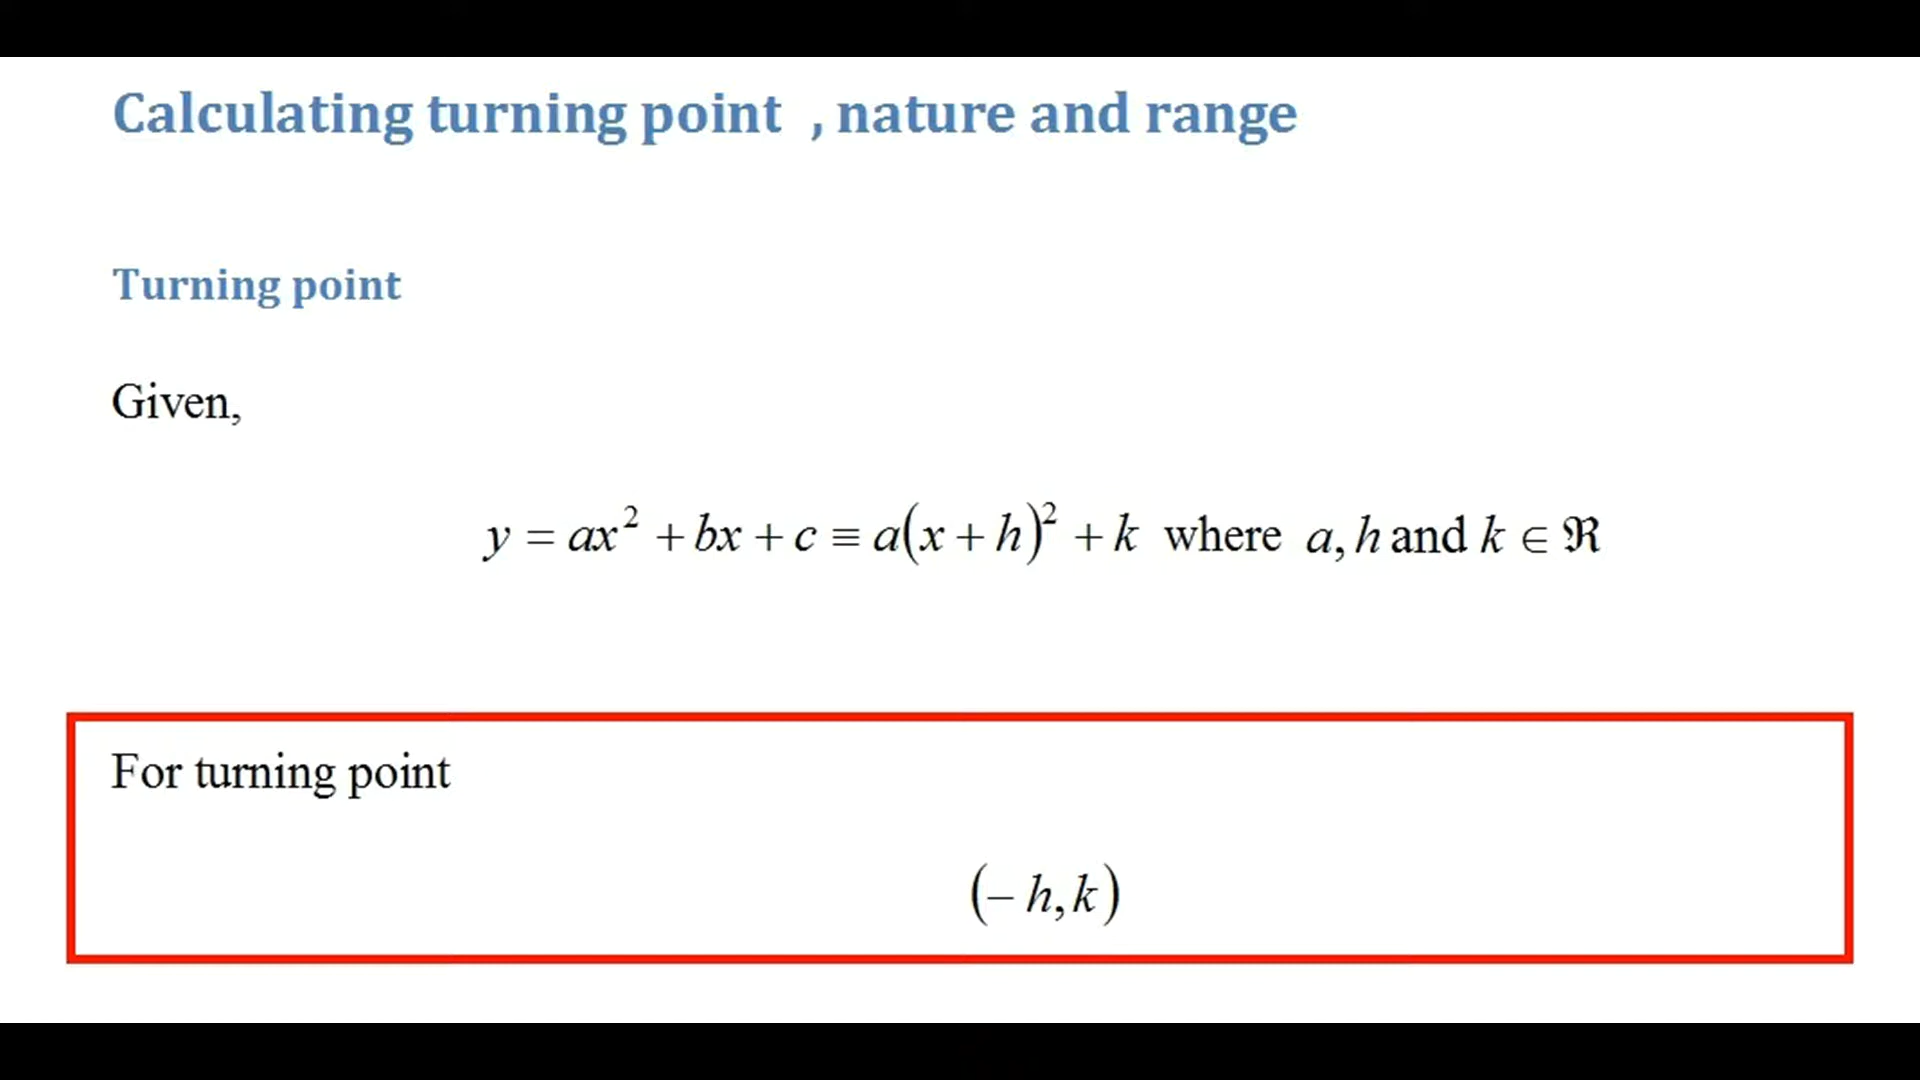 Calculating turning point , nature and range
Turning point
Given,
y = ax² + bx + c ≡ a(x + h)² + k where a, h and k ∈ ℜ
For turning point
(− h, k)